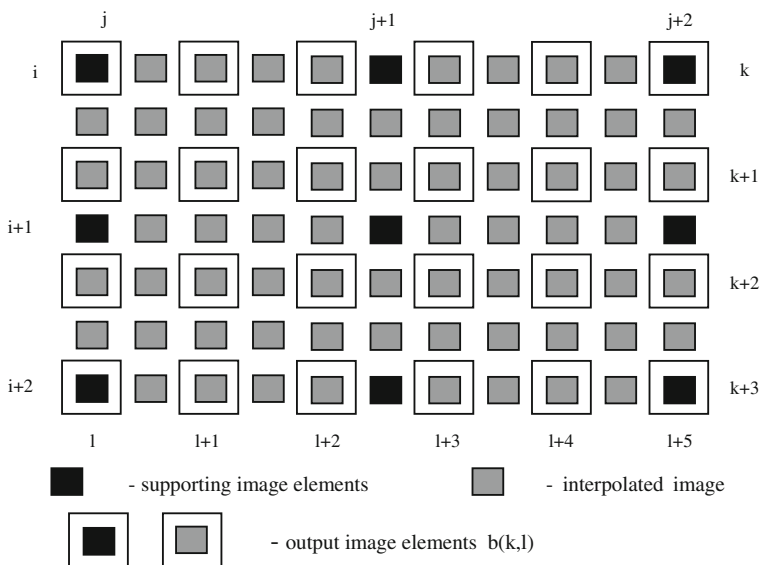 j j+1 j+2
i k
k+1
i+1
k+2
i+2 k+3
l l+1 l+2 l+3 l+4 l+5
- supporting image elements - interpolated image
- output image elements b(k,l)